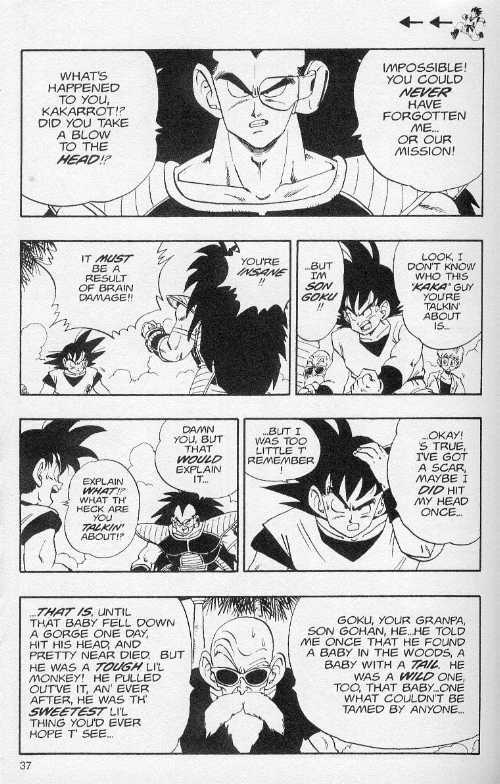 IMPOSSIBLE!
YOU COULD
NEVER
HAVE
FORGOTTEN
ME...
OR OUR
MISSION!
WHAT'S
HAPPENED
TO YOU,
KAKARROT!?
DID YOU TAKE
A BLOW
TO THE
HEAD!?
LOOK, I
DON'T KNOW
WHO THIS
"KAKA" GUY
YOU'RE
TALKIN'
ABOUT
IS...
...BUT
I'M
SON
GOKU
!!
YOU'RE
INSANE
!!
IT MUST
BE A
RESULT
OF BRAIN
DAMAGE!!
...OKAY!
'S TRUE,
I'VE GOT
A SCAR,
MAYBE I
DID HIT
MY HEAD
ONCE...
...BUT I
WAS TOO
LITTLE T'
REMEMBER
!
DAMN
YOU, BUT
THAT
WOULD
EXPLAIN
IT...
EXPLAIN
WHAT!?
WHAT TH'
HECK ARE
YOU
TALKIN'
ABOUT!?
GOKU, YOUR GRANPA,
SON GOHAN, HE...HE TOLD
ME ONCE THAT HE FOUND
A BABY IN THE WOODS, A
BABY WITH A TAIL. HE
WAS A WILD ONE,
TOO, THAT BABY...ONE
WHAT COULDN'T BE
TAMED BY ANYONE...
...THAT IS, UNTIL
THAT BABY FELL DOWN
A GORGE ONE DAY,
HIT HIS HEAD, AND
PRETTY NEAR DIED. BUT
HE WAS A TOUGH LI'L
MONKEY! HE PULLED
OUT'VE IT, AN' EVER
AFTER, HE WAS TH'
SWEETEST LI'L
THING YOU'D EVER
HOPE T' SEE...
37